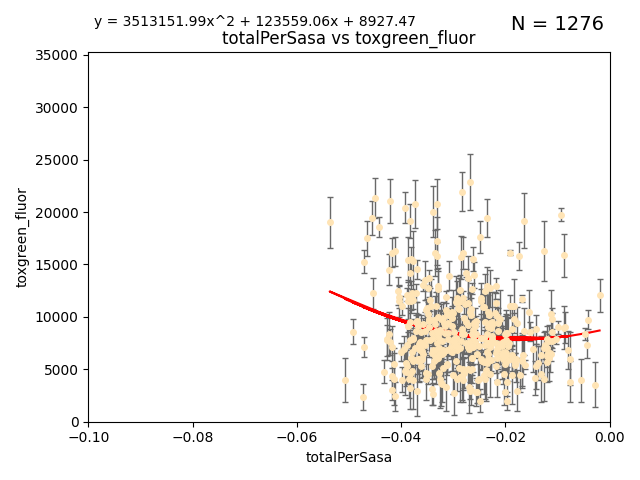 y = 3513151.99x^2 + 123559.06x + 8927.47
N = 1276
totalPerSasa vs toxgreen_fluor
35000
30000
25000
20000
15000
10000
5000
0
toxgreen_fluor
−0.10
−0.08
−0.06
−0.04
−0.02
0.00
totalPerSasa